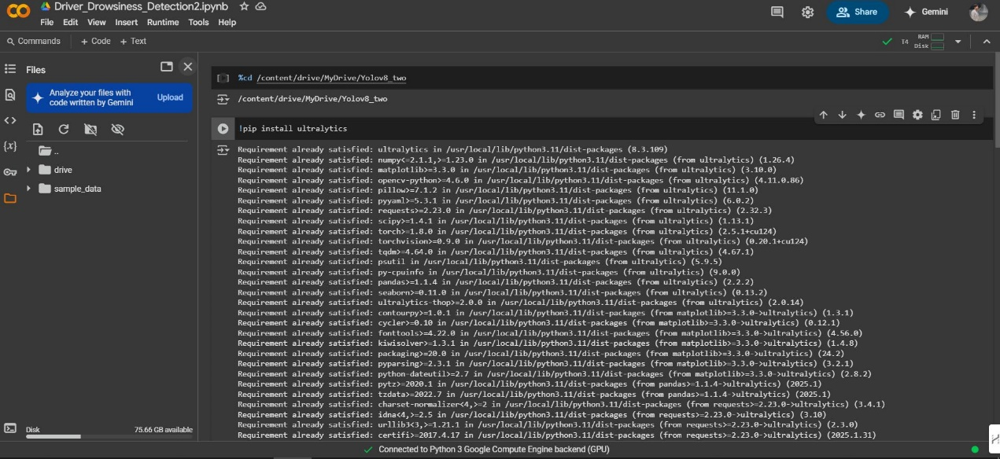 Driver_Drowsiness_Detection2.ipynb
File Edit View Insert Runtime Tools Help
Share
Gemini
Commands + Code + Text
T4 RAM
Disk
Files
Analyze your files with
code written by Gemini
Upload
..
drive
sample_data
Disk 75.66 GB available
[ ] %cd /content/drive/MyDrive/Yolov8_two
/content/drive/MyDrive/Yolov8_two
!pip install ultralytics
Requirement already satisfied: ultralytics in /usr/local/lib/python3.11/dist-packages (8.3.109)
Requirement already satisfied: numpy<=2.1.1,>=1.23.0 in /usr/local/lib/python3.11/dist-packages (from ultralytics) (1.26.4)
Requirement already satisfied: matplotlib>=3.3.0 in /usr/local/lib/python3.11/dist-packages (from ultralytics) (3.10.0)
Requirement already satisfied: opencv-python>=4.6.0 in /usr/local/lib/python3.11/dist-packages (from ultralytics) (4.11.0.86)
Requirement already satisfied: pillow>=7.1.2 in /usr/local/lib/python3.11/dist-packages (from ultralytics) (11.1.0)
Requirement already satisfied: pyyaml>=5.3.1 in /usr/local/lib/python3.11/dist-packages (from ultralytics) (6.0.2)
Requirement already satisfied: requests>=2.23.0 in /usr/local/lib/python3.11/dist-packages (from ultralytics) (2.32.3)
Requirement already satisfied: scipy>=1.4.1 in /usr/local/lib/python3.11/dist-packages (from ultralytics) (1.13.1)
Requirement already satisfied: torch>=1.8.0 in /usr/local/lib/python3.11/dist-packages (from ultralytics) (2.5.1+cu124)
Requirement already satisfied: torchvision>=0.9.0 in /usr/local/lib/python3.11/dist-packages (from ultralytics) (0.20.1+cu124)
Requirement already satisfied: tqdm>=4.64.0 in /usr/local/lib/python3.11/dist-packages (from ultralytics) (4.67.1)
Requirement already satisfied: psutil in /usr/local/lib/python3.11/dist-packages (from ultralytics) (5.9.5)
Requirement already satisfied: py-cpuinfo in /usr/local/lib/python3.11/dist-packages (from ultralytics) (9.0.0)
Requirement already satisfied: pandas>=1.1.4 in /usr/local/lib/python3.11/dist-packages (from ultralytics) (2.2.2)
Requirement already satisfied: seaborn>=0.11.0 in /usr/local/lib/python3.11/dist-packages (from ultralytics) (0.13.2)
Requirement already satisfied: ultralytics-thop>=2.0.0 in /usr/local/lib/python3.11/dist-packages (from ultralytics) (2.0.14)
Requirement already satisfied: contourpy>=1.0.1 in /usr/local/lib/python3.11/dist-packages (from matplotlib>=3.3.0->ultralytics) (1.3.1)
Requirement already satisfied: cycler>=0.10 in /usr/local/lib/python3.11/dist-packages (from matplotlib>=3.3.0->ultralytics) (0.12.1)
Requirement already satisfied: fonttools>=4.22.0 in /usr/local/lib/python3.11/dist-packages (from matplotlib>=3.3.0->ultralytics) (4.56.0)
Requirement already satisfied: kiwisolver>=1.3.1 in /usr/local/lib/python3.11/dist-packages (from matplotlib>=3.3.0->ultralytics) (1.4.8)
Requirement already satisfied: packaging>=20.0 in /usr/local/lib/python3.11/dist-packages (from matplotlib>=3.3.0->ultralytics) (24.2)
Requirement already satisfied: pyparsing>=2.3.1 in /usr/local/lib/python3.11/dist-packages (from matplotlib>=3.3.0->ultralytics) (3.2.1)
Requirement already satisfied: python-dateutil>=2.7 in /usr/local/lib/python3.11/dist-packages (from matplotlib>=3.3.0->ultralytics) (2.8.2)
Requirement already satisfied: pytz>=2020.1 in /usr/local/lib/python3.11/dist-packages (from pandas>=1.1.4->ultralytics) (2025.1)
Requirement already satisfied: tzdata>=2022.7 in /usr/local/lib/python3.11/dist-packages (from pandas>=1.1.4->ultralytics) (2025.1)
Requirement already satisfied: charset-normalizer<4,>=2 in /usr/local/lib/python3.11/dist-packages (from requests>=2.23.0->ultralytics) (3.4.1)
Requirement already satisfied: idna<4,>=2.5 in /usr/local/lib/python3.11/dist-packages (from requests>=2.23.0->ultralytics) (3.10)
Requirement already satisfied: urllib3<3,>=1.21.1 in /usr/local/lib/python3.11/dist-packages (from requests>=2.23.0->ultralytics) (2.3.0)
Requirement already satisfied: certifi>=2017.4.17 in /usr/local/lib/python3.11/dist-packages (from requests>=2.23.0->ultralytics) (2025.1.31)
Connected to Python 3 Google Compute Engine backend (GPU)